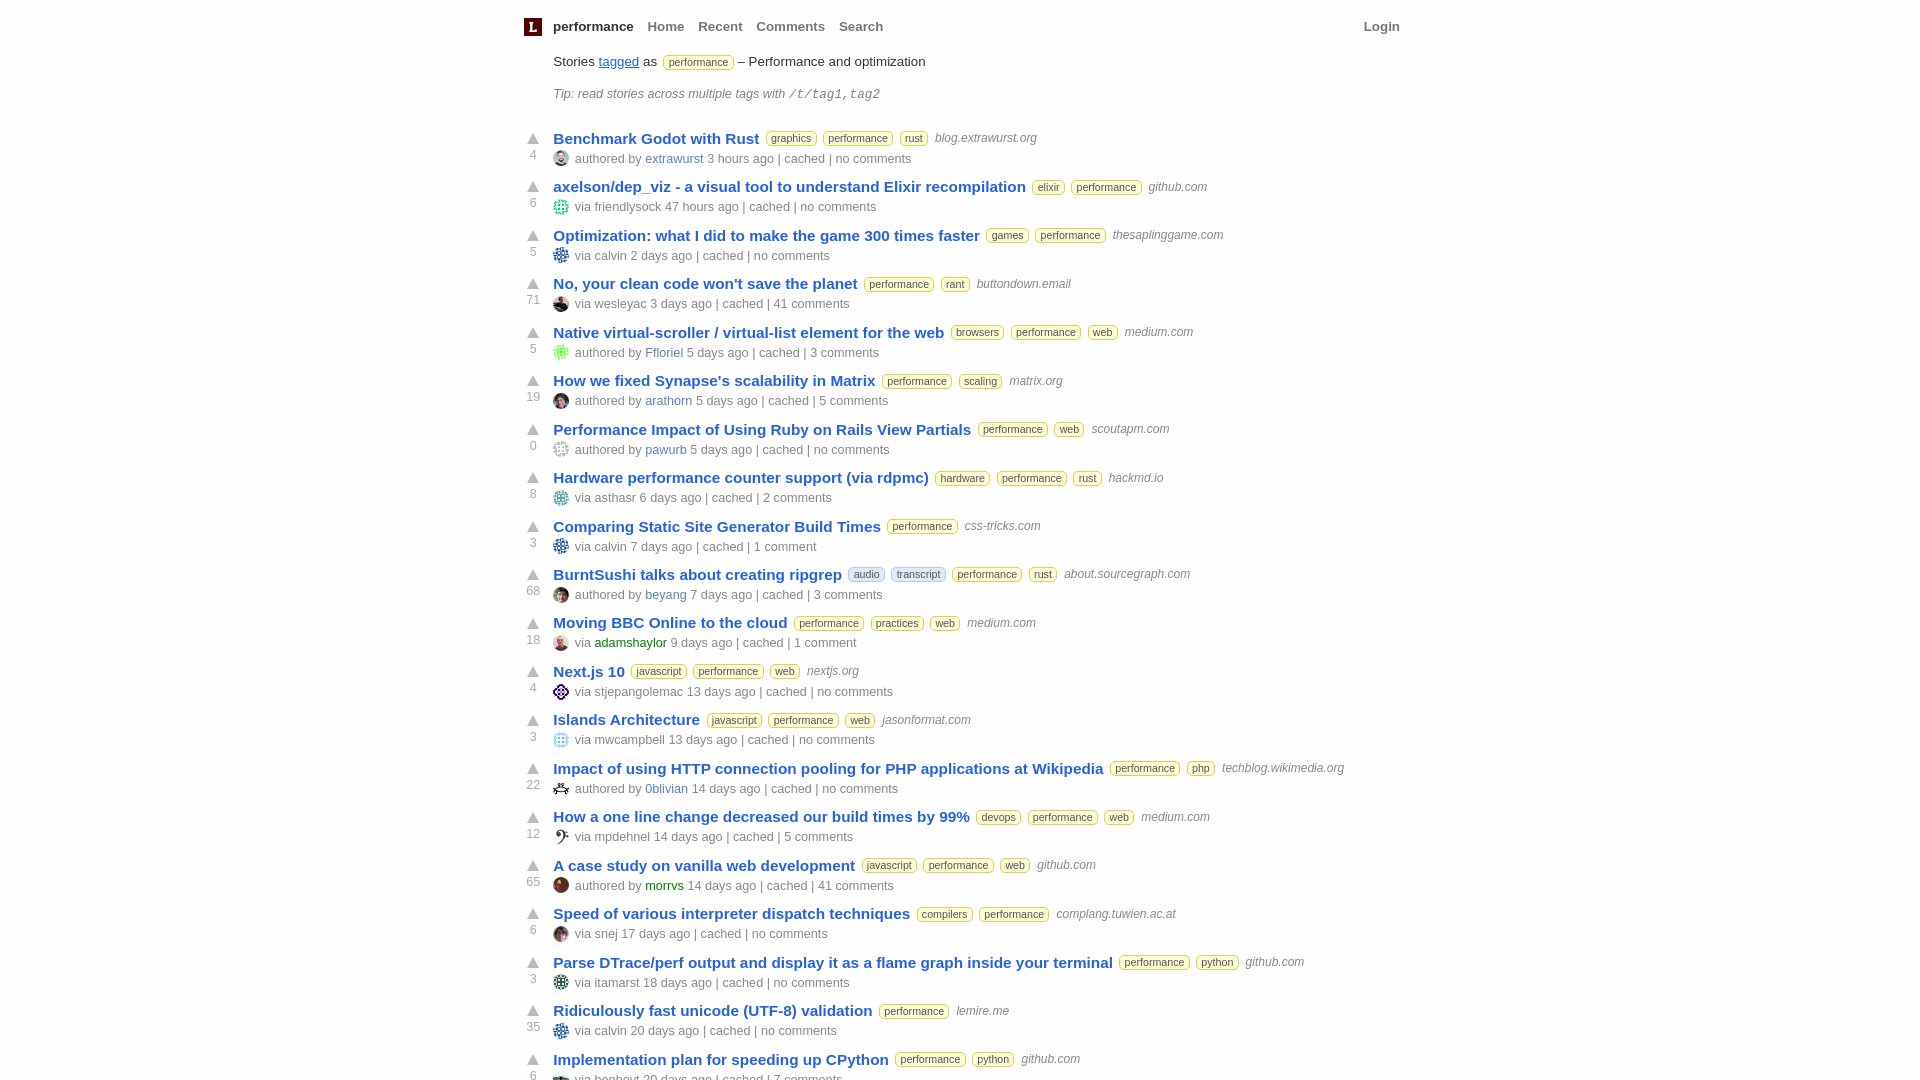 L performance Home Recent Comments Search Login
Stories tagged as performance – Performance and optimization
Tip: read stories across multiple tags with /t/tag1,tag2
Benchmark Godot with Rust graphics performance rust blog.extrawurst.org
4 authored by extrawurst 3 hours ago | cached | no comments
axelson/dep_viz - a visual tool to understand Elixir recompilation elixir performance github.com
6 via friendlysock 47 hours ago | cached | no comments
Optimization: what I did to make the game 300 times faster games performance thesaplinggame.com
5 via calvin 2 days ago | cached | no comments
No, your clean code won't save the planet performance rant buttondown.email
71 via wesleyac 3 days ago | cached | 41 comments
Native virtual-scroller / virtual-list element for the web browsers performance web medium.com
5 authored by Ffloriel 5 days ago | cached | 3 comments
How we fixed Synapse's scalability in Matrix performance scaling matrix.org
19 authored by arathorn 5 days ago | cached | 5 comments
Performance Impact of Using Ruby on Rails View Partials performance web scoutapm.com
0 authored by pawurb 5 days ago | cached | no comments
Hardware performance counter support (via rdpmc) hardware performance rust hackmd.io
8 via asthasr 6 days ago | cached | 2 comments
Comparing Static Site Generator Build Times performance css-tricks.com
3 via calvin 7 days ago | cached | 1 comment
BurntSushi talks about creating ripgrep audio transcript performance rust about.sourcegraph.com
68 authored by beyang 7 days ago | cached | 3 comments
Moving BBC Online to the cloud performance practices web medium.com
18 via adamshaylor 9 days ago | cached | 1 comment
Next.js 10 javascript performance web nextjs.org
4 via stjepangolemac 13 days ago | cached | no comments
Islands Architecture javascript performance web jasonformat.com
3 via mwcampbell 13 days ago | cached | no comments
Impact of using HTTP connection pooling for PHP applications at Wikipedia performance php techblog.wikimedia.org
22 authored by 0blivian 14 days ago | cached | no comments
How a one line change decreased our build times by 99% devops performance web medium.com
12 via mpdehnel 14 days ago | cached | 5 comments
A case study on vanilla web development javascript performance web github.com
65 authored by morrvs 14 days ago | cached | 41 comments
Speed of various interpreter dispatch techniques compilers performance complang.tuwien.ac.at
6 via snej 17 days ago | cached | no comments
Parse DTrace/perf output and display it as a flame graph inside your terminal performance python github.com
3 via itamarst 18 days ago | cached | no comments
Ridiculously fast unicode (UTF-8) validation performance lemire.me
35 via calvin 20 days ago | cached | no comments
Implementation plan for speeding up CPython performance python github.com
6 via benhoyt 20 days ago | cached | 7 comments